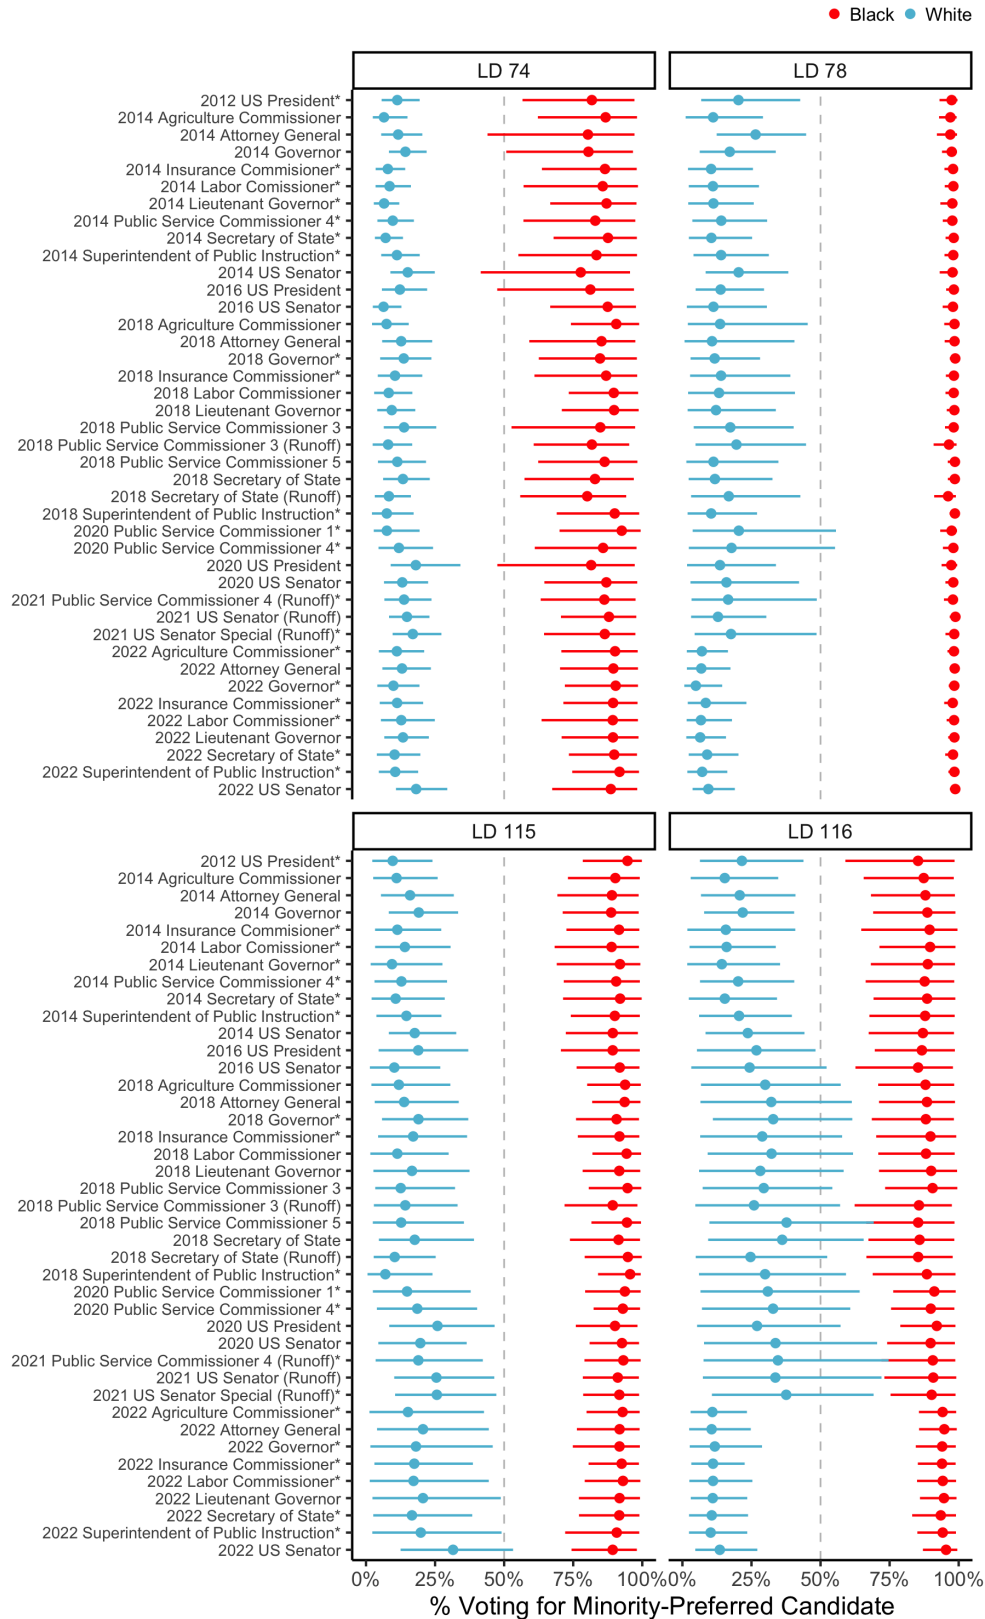 Black White
LD 74 LD 78
2012 US President*
2014 Agriculture Commissioner
2014 Attorney General
2014 Governor
2014 Insurance Commisioner*
2014 Labor Comissioner*
2014 Lieutenant Governor*
2014 Public Service Commissioner 4*
2014 Secretary of State*
2014 Superintendent of Public Instruction*
2014 US Senator
2016 US President
2016 US Senator
2018 Agriculture Commissioner
2018 Attorney General
2018 Governor*
2018 Insurance Commissioner*
2018 Labor Commissioner
2018 Lieutenant Governor
2018 Public Service Commissioner 3
2018 Public Service Commissioner 3 (Runoff)
2018 Public Service Commissioner 5
2018 Secretary of State
2018 Secretary of State (Runoff)
2018 Superintendent of Public Instruction*
2020 Public Service Commissioner 1*
2020 Public Service Commissioner 4*
2020 US President
2020 US Senator
2021 Public Service Commissioner 4 (Runoff)*
2021 US Senator (Runoff)
2021 US Senator Special (Runoff)*
2022 Agriculture Commissioner*
2022 Attorney General
2022 Governor*
2022 Insurance Commissioner*
2022 Labor Commissioner*
2022 Lieutenant Governor
2022 Secretary of State*
2022 Superintendent of Public Instruction*
2022 US Senator
LD 115 LD 116
2012 US President*
2014 Agriculture Commissioner
2014 Attorney General
2014 Governor
2014 Insurance Commisioner*
2014 Labor Comissioner*
2014 Lieutenant Governor*
2014 Public Service Commissioner 4*
2014 Secretary of State*
2014 Superintendent of Public Instruction*
2014 US Senator
2016 US President
2016 US Senator
2018 Agriculture Commissioner
2018 Attorney General
2018 Governor*
2018 Insurance Commissioner*
2018 Labor Commissioner
2018 Lieutenant Governor
2018 Public Service Commissioner 3
2018 Public Service Commissioner 3 (Runoff)
2018 Public Service Commissioner 5
2018 Secretary of State
2018 Secretary of State (Runoff)
2018 Superintendent of Public Instruction*
2020 Public Service Commissioner 1*
2020 Public Service Commissioner 4*
2020 US President
2020 US Senator
2021 Public Service Commissioner 4 (Runoff)*
2021 US Senator (Runoff)
2021 US Senator Special (Runoff)*
2022 Agriculture Commissioner*
2022 Attorney General
2022 Governor*
2022 Insurance Commissioner*
2022 Labor Commissioner*
2022 Lieutenant Governor
2022 Secretary of State*
2022 Superintendent of Public Instruction*
2022 US Senator
0% 25% 50% 75% 100% 0% 25% 50% 75% 100%
% Voting for Minority-Preferred Candidate